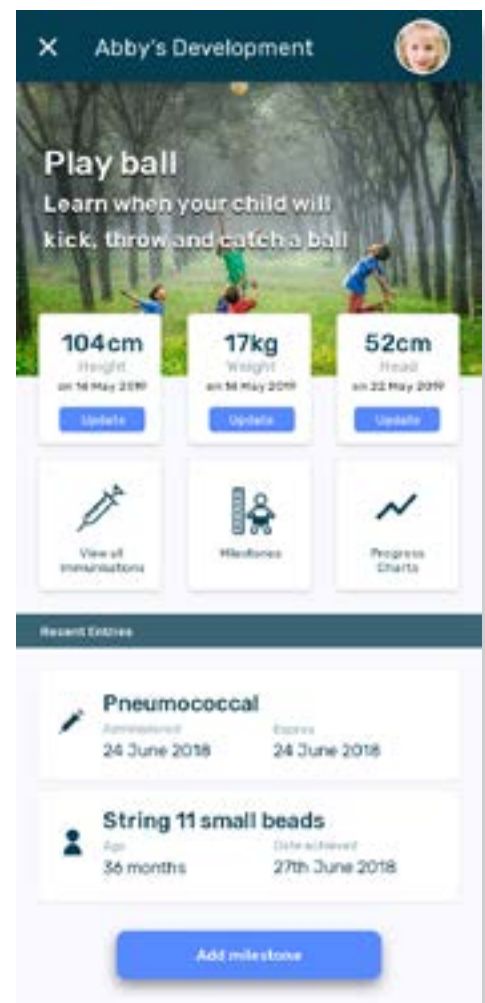 Abby's Development
Play ball
Learn when your child will
kick, throw and catch a ball
104cm
Height
on 16 May 2019
Update
17kg
Weight
on 16 May 2019
Update
52cm
Head
on 22 May 2019
Update
View all
Immunisations
Milestones
Progress
Charts
Recent Entries
Pneumococcal
Administered
24 June 2018
Expires
24 June 2018
String 11 small beads
Age
36 months
Date achieved
27th June 2018
Add milestone